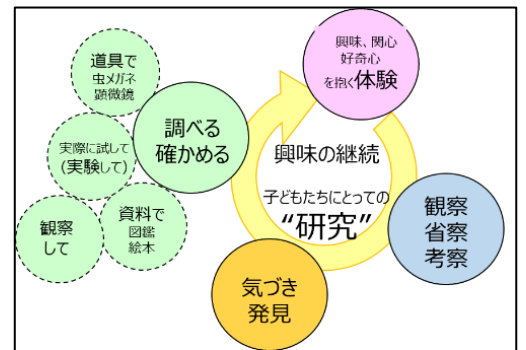 興味、関心
好奇心
を抱く体験
道具で
虫メガネ
顕微鏡
調べる
確かめる
実際に試して
(実験して)
資料で
図鑑
絵本
観察
して
興味の継続
子どもたちにとっての
“研究”
観察
省察
考察
気づき
発見